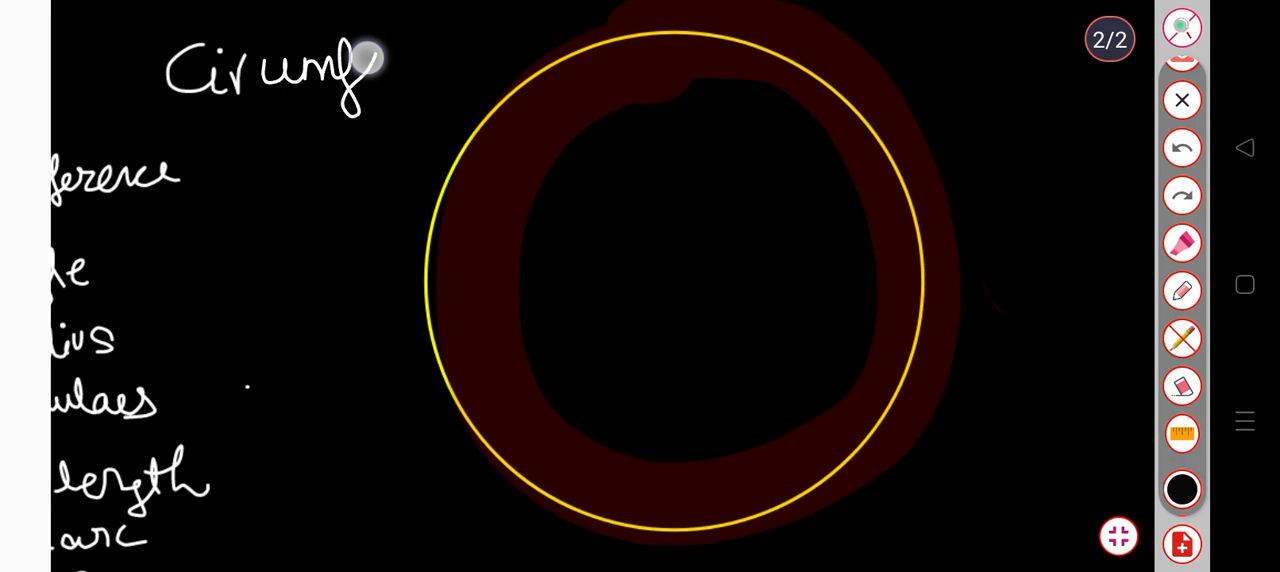 Cirumf
2/2
ference
le
ius
ulaes
length
arc